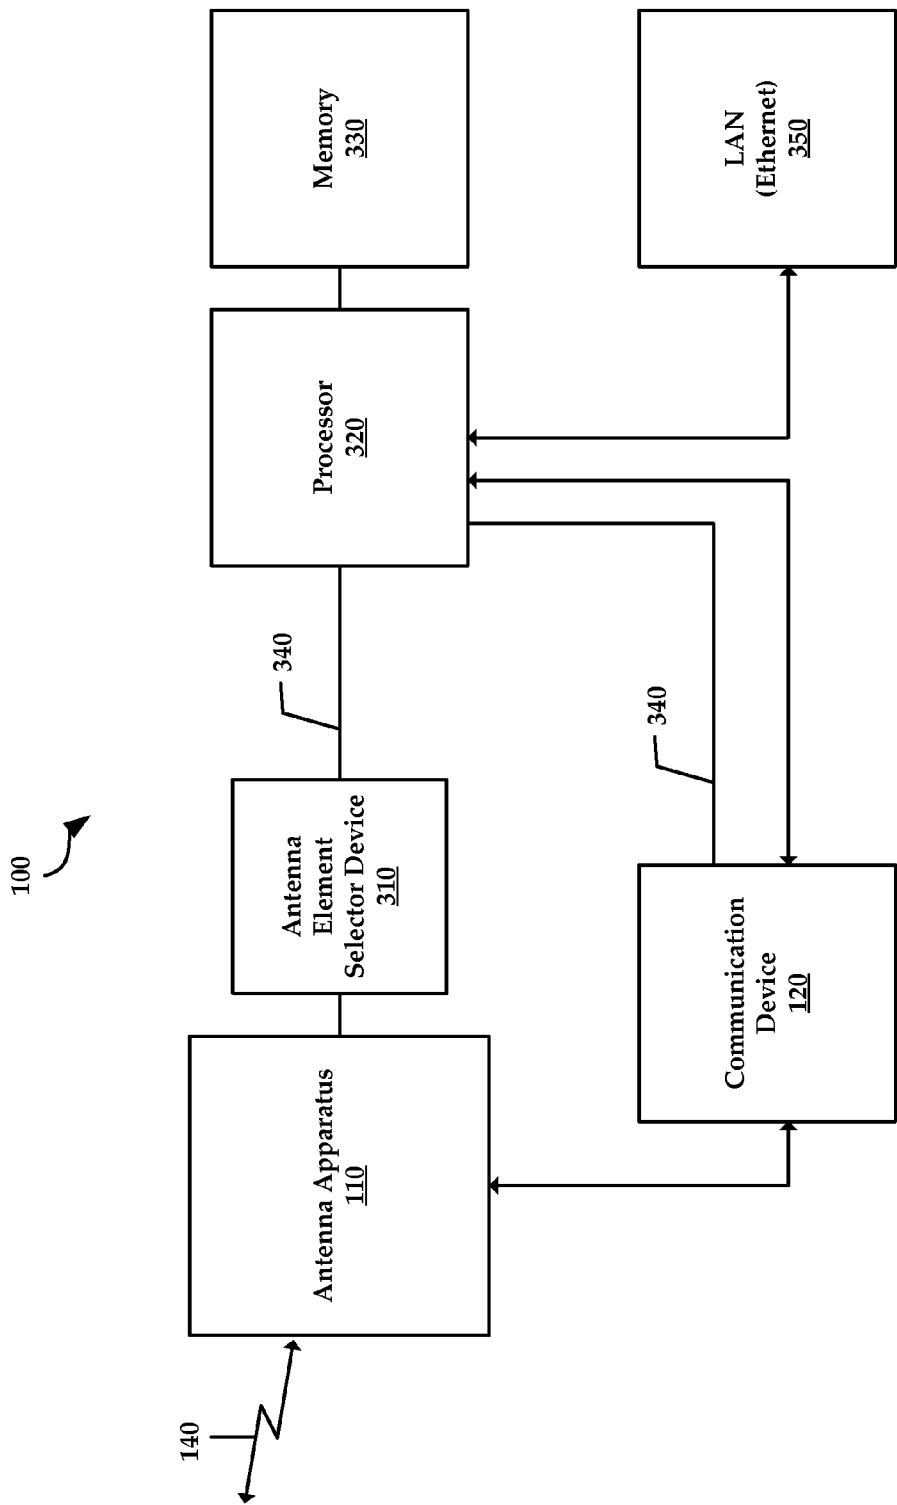 100
140
Antenna Apparatus
110
Antenna
Element
Selector Device
310
340
Processor
320
Memory
330
Communication
Device
120
340
LAN
(Ethernet)
350